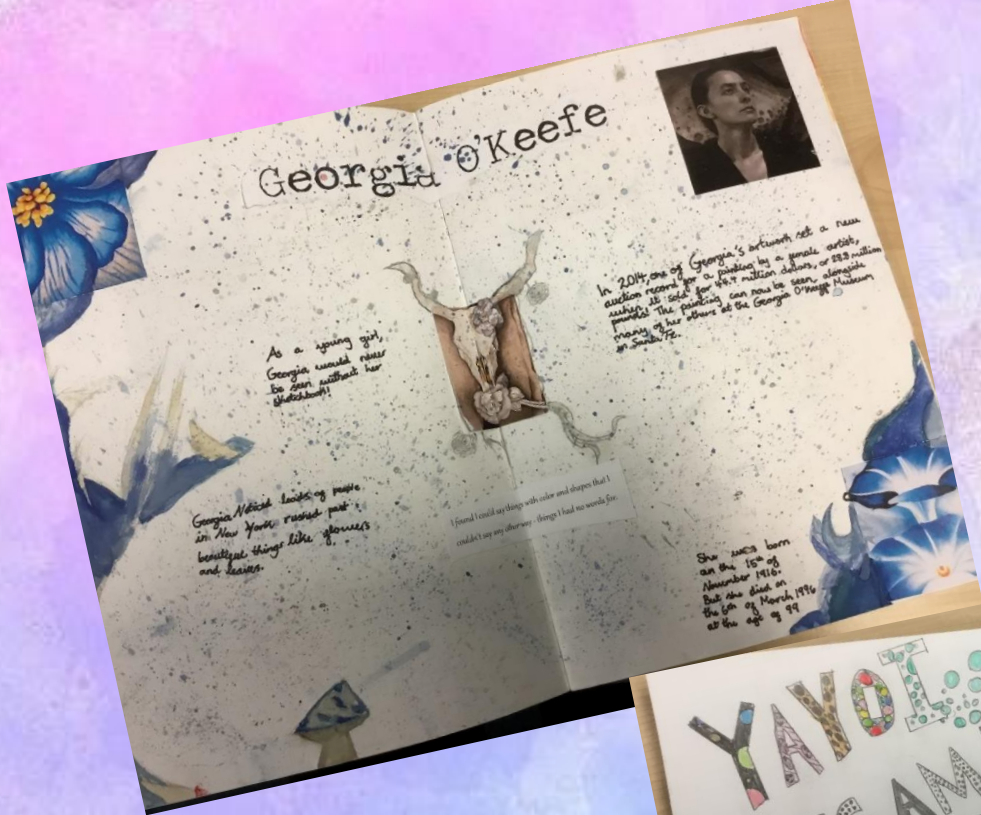 Georgia O'Keefe
In 2014, one of Georgia's artwork set a new
auction record for a painting by a female artist,
when it sold for 44.4 million dollars, or 28.8 million
pounds! The painting can now be seen alongside
many of her others at the Georgia O'Keefe Museum
in Santa Fe.
As a young girl,
Georgia would never
be seen without her
sketchbook!
I found I could say things with color and shapes that I
couldn't say any other way - things I had no words for.
Georgia Noticed loads of people
in New York rushed past
beautiful things like flowers
and leaves.
She was born
on the 15th of
November 1916.
But she died on
the 6th of March 1996
at the age of 99
YAYOI